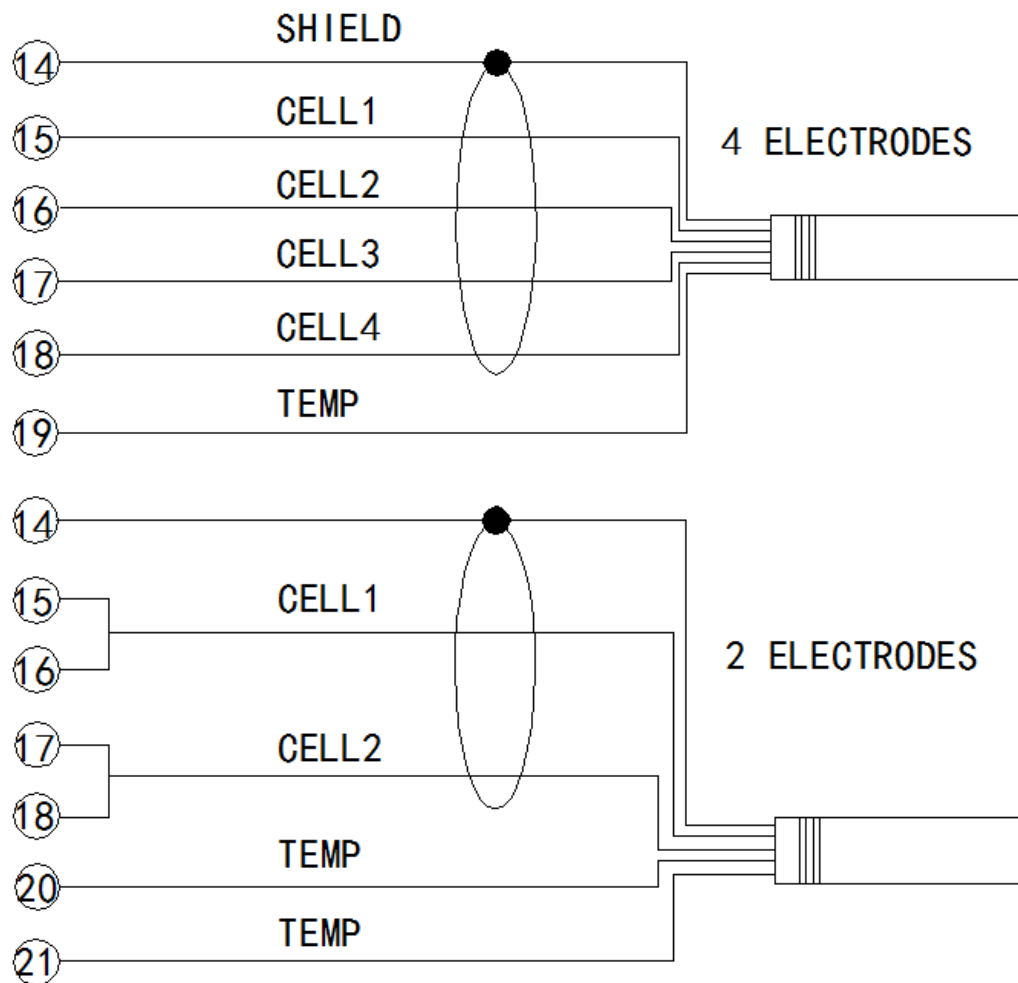 SHIELD
14
CELL1
15
4 ELECTRODES
CELL2
16
CELL3
17
CELL4
18
TEMP
19
14
15
CELL1
16
2 ELECTRODES
17
CELL2
18
TEMP
20
TEMP
21